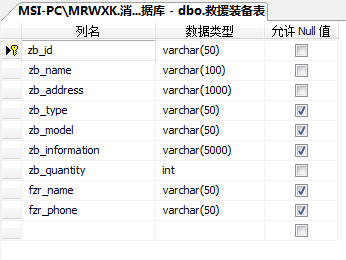 MSI-PC\MRWXK.消...据库 - dbo.救援装备表
列名 数据类型 允许 Null 值
zb_id varchar(50)
zb_name varchar(100)
zb_address varchar(1000)
zb_type varchar(50)
zb_model varchar(50)
zb_information varchar(5000)
zb_quantity int
fzr_name varchar(50)
fzr_phone varchar(50)